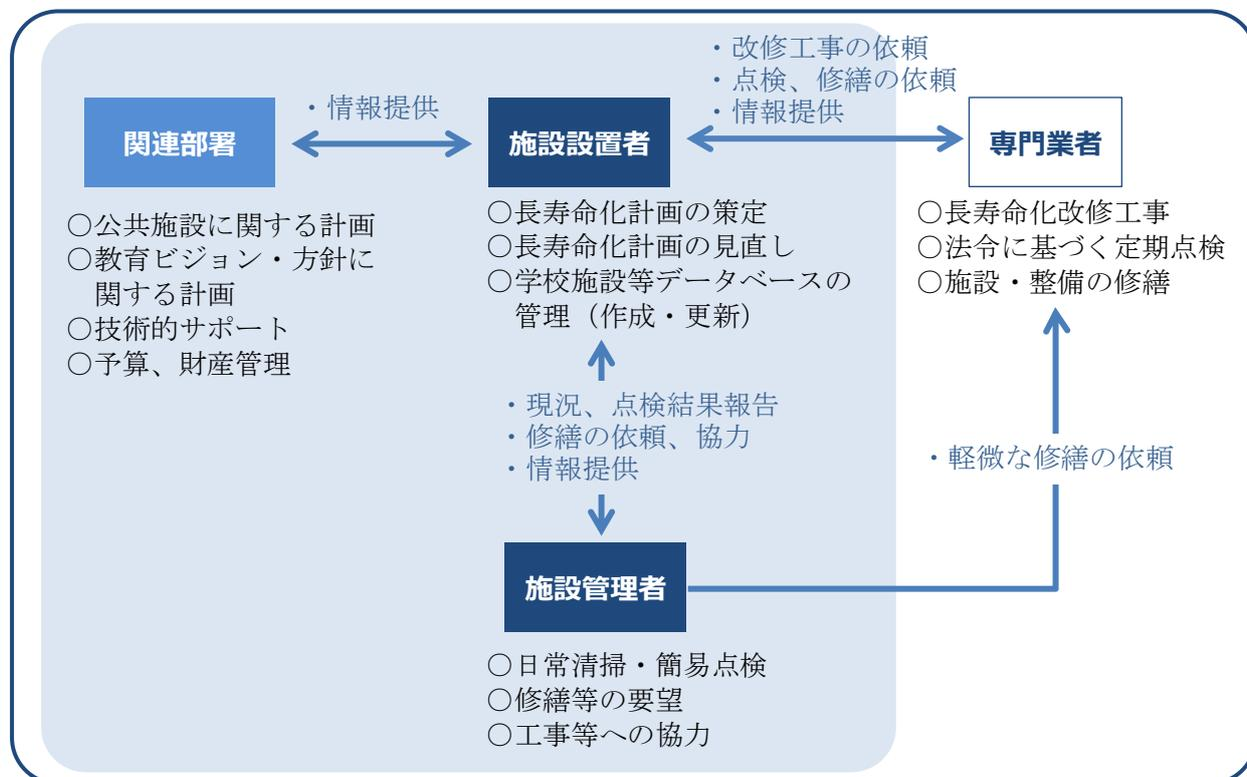 ・改修工事の依頼
・点検、修繕の依頼
・情報提供
・情報提供
関連部署
施設設置者
専門業者
○公共施設に関する計画
○教育ビジョン・方針に
関する計画
○技術的サポート
○予算、財産管理
○長寿命化計画の策定
○長寿命化計画の見直し
○学校施設等データベースの
管理（作成・更新）
○長寿命化改修工事
○法令に基づく定期点検
○施設・整備の修繕
・現況、点検結果報告
・修繕の依頼、協力
・情報提供
・軽微な修繕の依頼
施設管理者
○日常清掃・簡易点検
○修繕等の要望
○工事等への協力